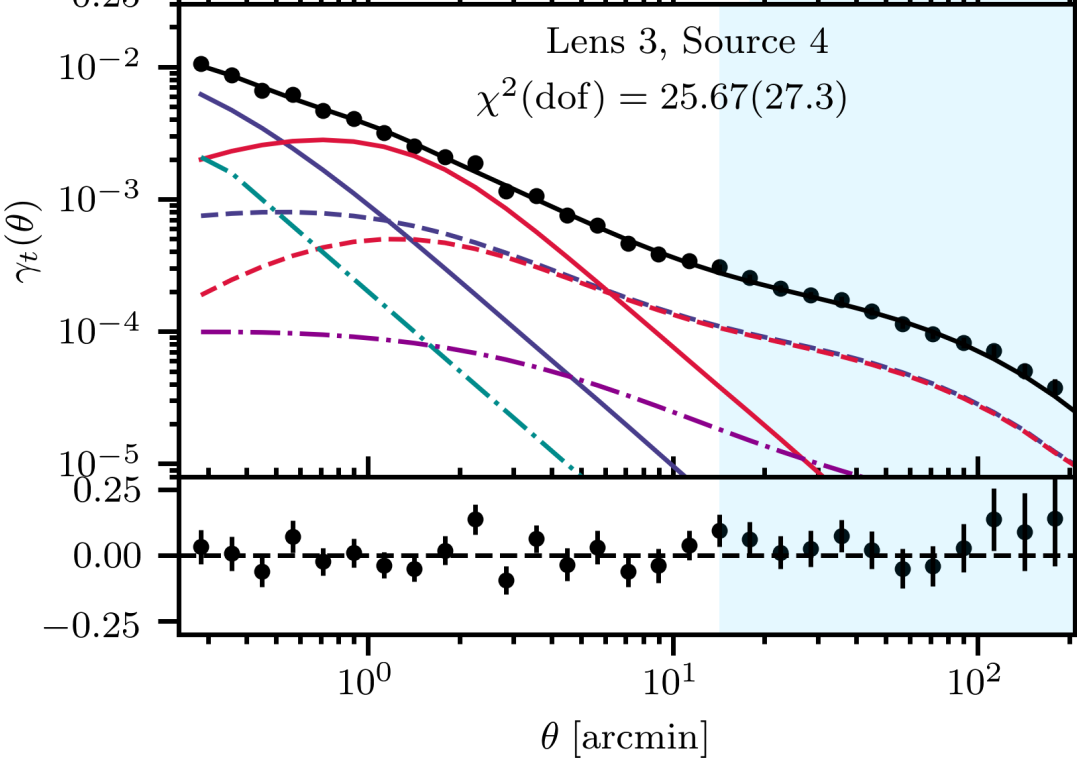 Lens 3, Source 4
χ²(dof) = 25.67(27.3)
10⁻²
10⁻³
10⁻⁴
10⁻⁵
γₜ(θ)
0.25
0.00
−0.25
10⁰ 10¹ 10²
θ [arcmin]